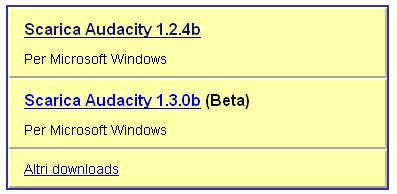 Scarica Audacity 1.2.4b
Per Microsoft Windows
Scarica Audacity 1.3.0b (Beta)
Per Microsoft Windows
Altri downloads